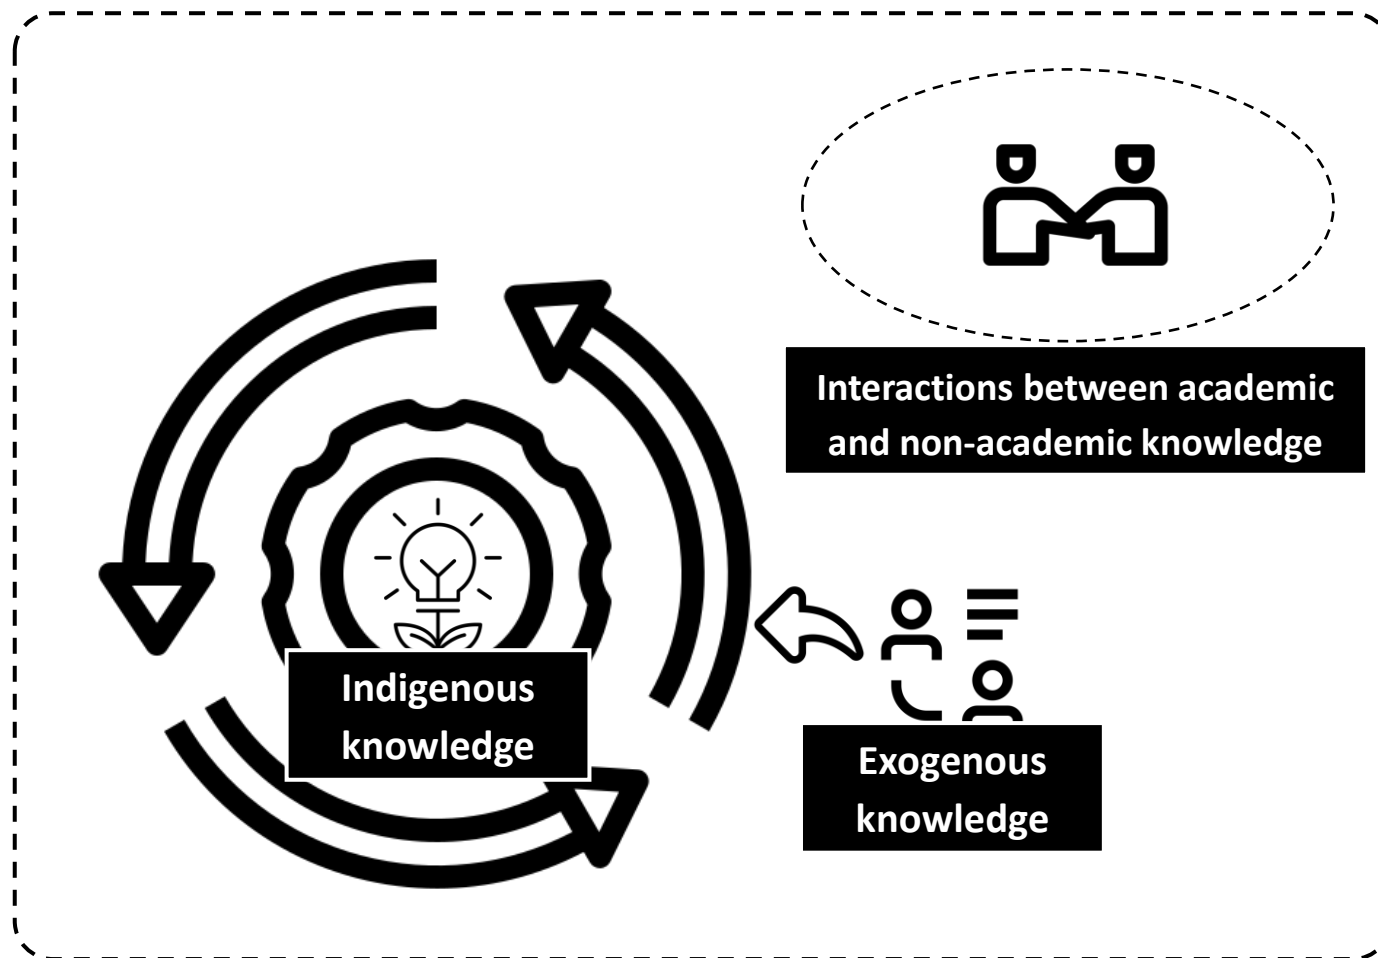 Interactions between academic
and non-academic knowledge
Indigenous
knowledge
Exogenous
knowledge